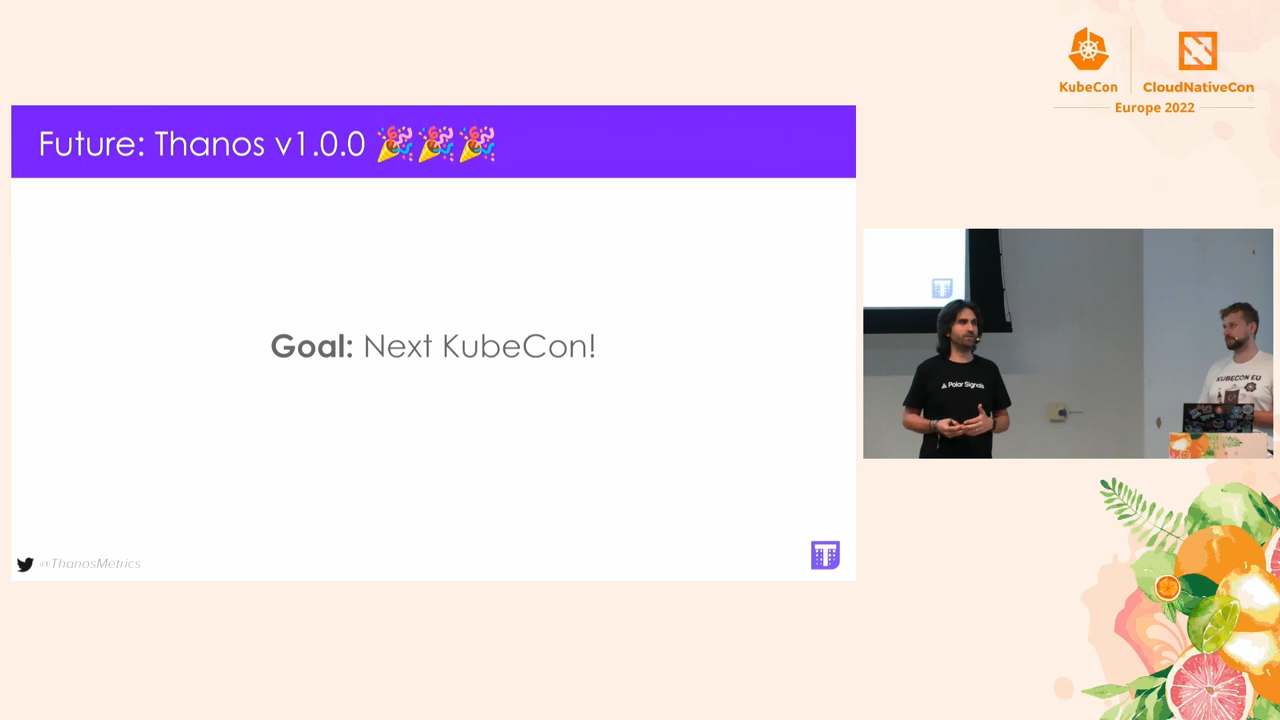 KubeCon
CloudNativeCon
Europe 2022
Future: Thanos v1.0.0 🎉🎉🎉
Goal: Next KubeCon!
@ThanosMetrics
T
Polar Signals
KUBECON EU